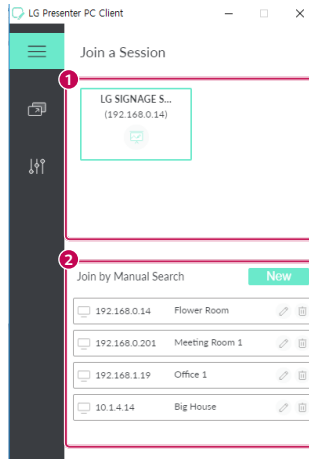 LG Presenter PC Client
Join a Session
1
LG SIGNAGE S...
(192.168.0.14)
2
Join by Manual Search
New
192.168.0.14 Flower Room
192.168.0.201 Meeting Room 1
192.168.1.19 Office 1
10.1.4.14 Big House